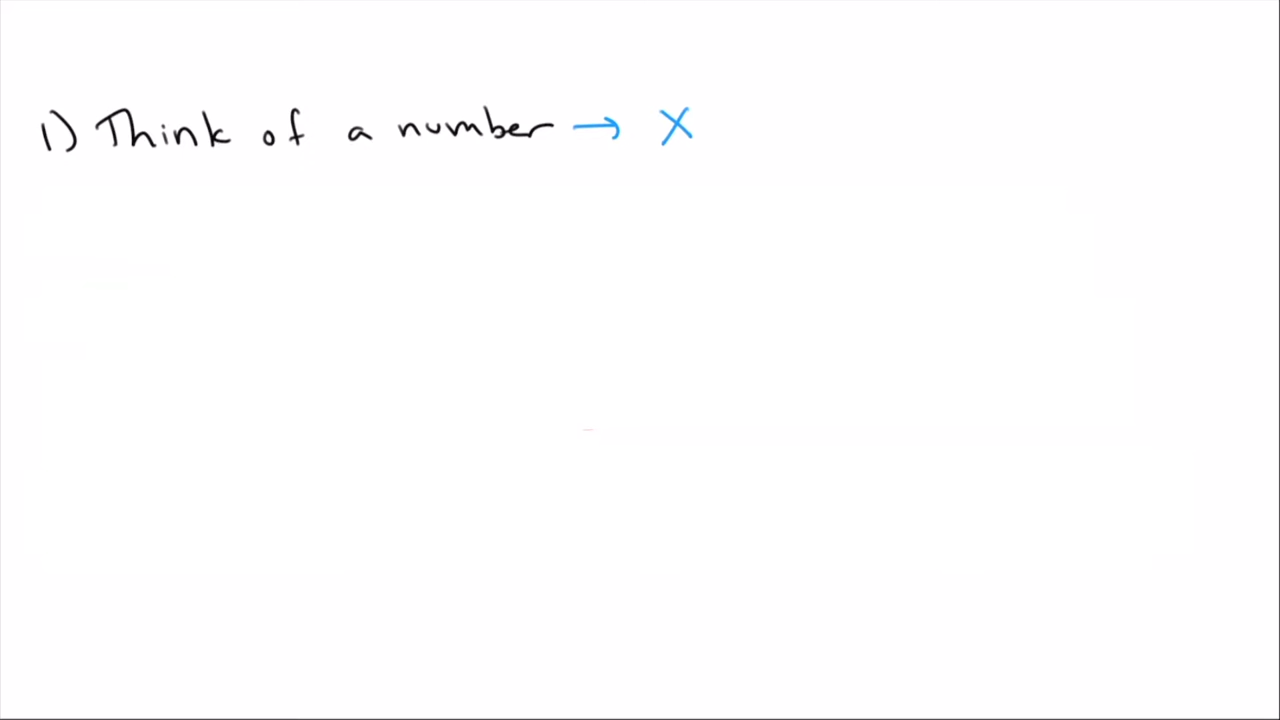 1) Think of a number → X